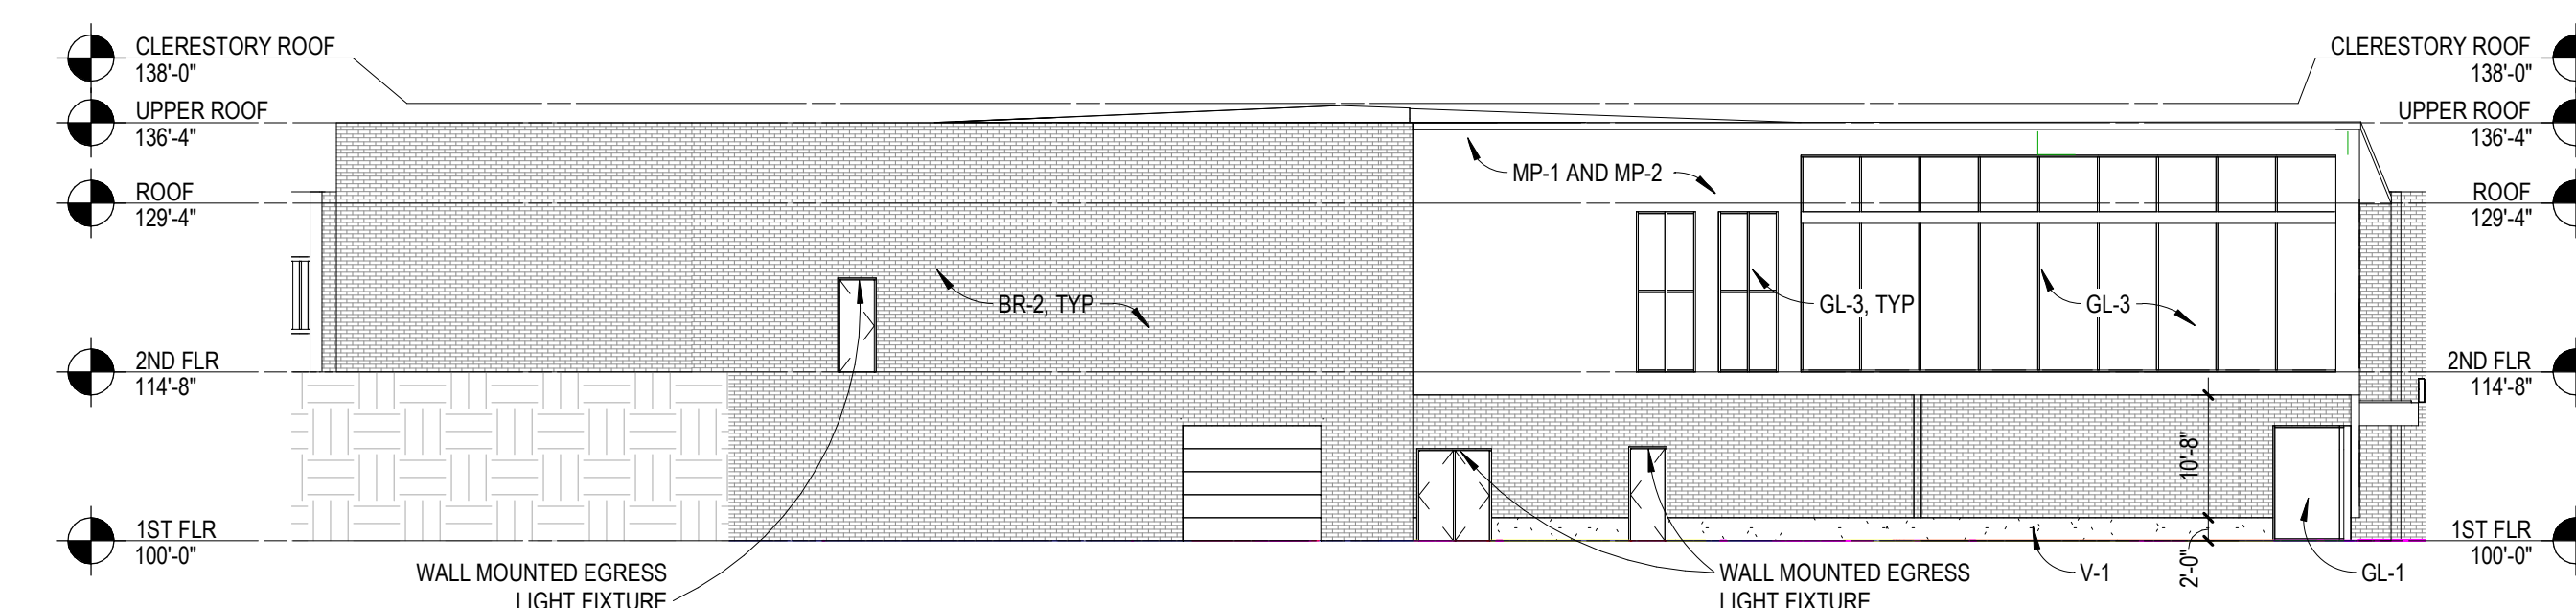 CLERESTORY ROOF
138'-0"
UPPER ROOF
136'-4"
ROOF
129'-4"
2ND FLR
114'-8"
1ST FLR
100'-0"
MP-1 AND MP-2
BR-2, TYP
GL-3, TYP
GL-3
10'-8"
2'-0"
WALL MOUNTED EGRESS
LIGHT FIXTURE
WALL MOUNTED EGRESS
LIGHT FIXTURE
V-1
GL-1
CLERESTORY ROOF
138'-0"
UPPER ROOF
136'-4"
ROOF
129'-4"
2ND FLR
114'-8"
1ST FLR
100'-0"